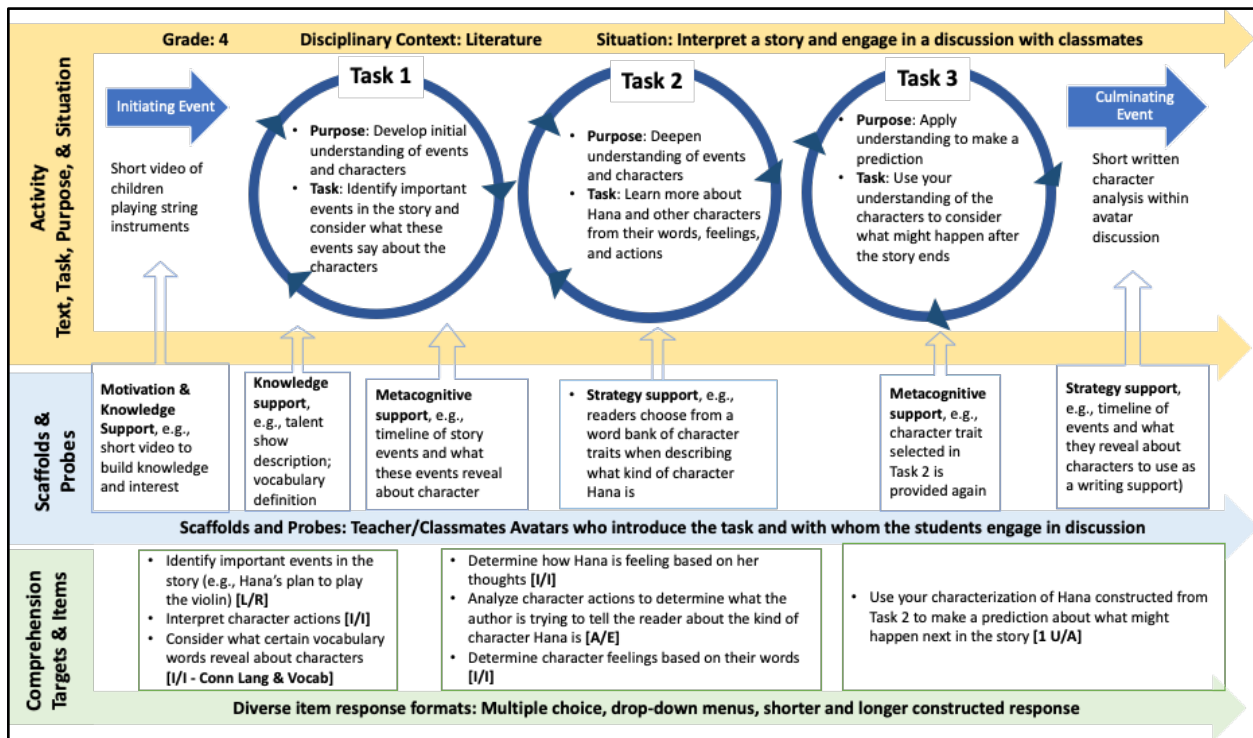 Grade: 4 Disciplinary Context: Literature Situation: Interpret a story and engage in a discussion with classmates
Activity
Text, Task, Purpose, & Situation
Initiating Event
Short video of
children
playing string
instruments
Task 1
• Purpose: Develop initial
understanding of events
and characters
• Task: Identify important
events in the story and
consider what these
events say about the
characters
Task 2
• Purpose: Deepen
understanding of events
and characters
• Task: Learn more about
Hana and other characters
from their words, feelings,
and actions
Task 3
• Purpose: Apply
understanding to make a
prediction
• Task: Use your
understanding of the
characters to consider
what might happen after
the story ends
Culminating
Event
Short written
character
analysis within
avatar
discussion
Scaffolds &
Probes
Motivation &
Knowledge
Support, e.g.,
short video to
build knowledge
and interest
Knowledge
support,
e.g., talent
show
description;
vocabulary
definition
Metacognitive
support, e.g.,
timeline of story
events and what
these events reveal
about character
• Strategy support, e.g.,
readers choose from a
word bank of character
traits when describing
what kind of character
Hana is
Metacognitive
support, e.g.,
character trait
selected in
Task 2 is
provided again
Strategy support,
e.g., timeline of
events and what
they reveal about
characters to use as
a writing support)
Scaffolds and Probes: Teacher/Classmates Avatars who introduce the task and with whom the students engage in discussion
Comprehension
Targets & Items
• Identify important events in the
story (e.g., Hana's plan to play
the violin) [L/R]
• Interpret character actions [I/I]
• Consider what certain vocabulary
words reveal about characters
[I/I - Conn Lang & Vocab]
• Determine how Hana is feeling based on her
thoughts [I/I]
• Analyze character actions to determine what the
author is trying to tell the reader about the kind of
character Hana is [A/E]
• Determine character feelings based on their words
[I/I]
• Use your characterization of Hana constructed from
Task 2 to make a prediction about what might
happen next in the story [1 U/A]
Diverse item response formats: Multiple choice, drop-down menus, shorter and longer constructed response